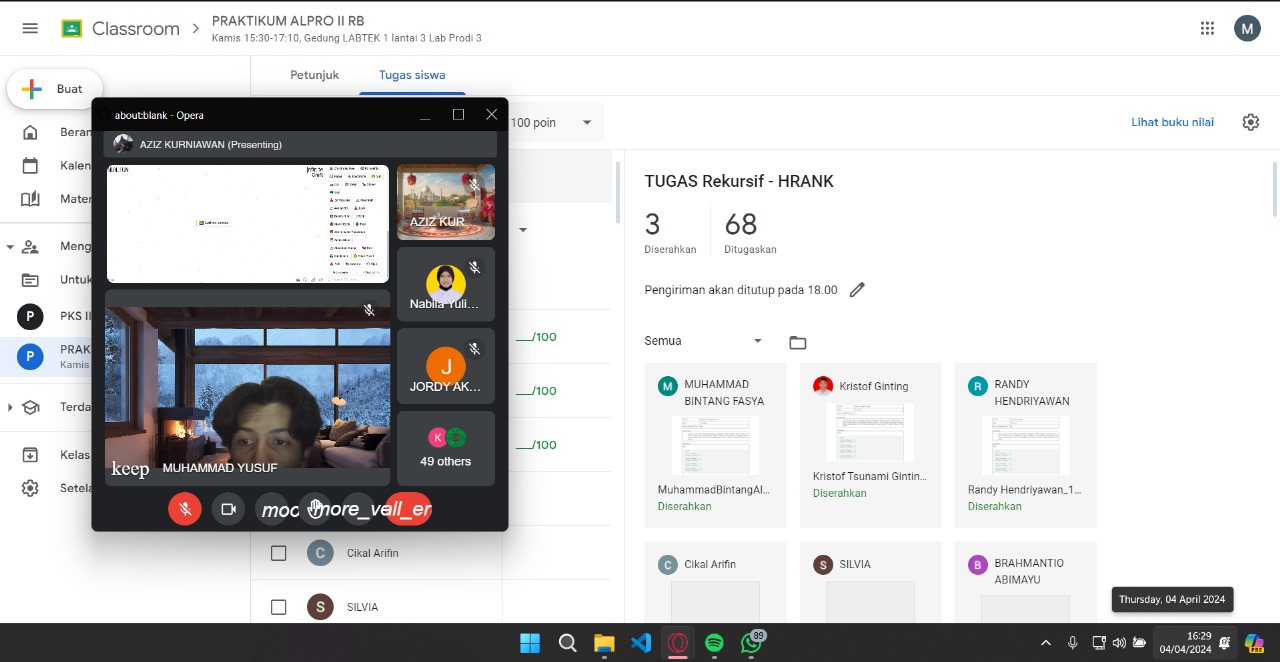 Classroom
PRAKTIKUM ALPRO II RB
Kamis 15:30-17:10, Gedung LABTEK 1 lantai 3 Lab Prodi 3
M
Buat
Petunjuk
Tugas siswa
about:blank - Opera
AZIZ KURNIAWAN (Presenting)
100 poin
Lihat buku nilai
Beran
Kalen
Mater
Meng
Untuk
P
PKS II
P
PRAK
Kamis
Terda
Kelas
Setela
Infinite
Craft
AZIZ KUR...
Nabila Yuli...
J
JORDY AK...
K
49 others
keep
MUHAMMAD YUSUF
more_vert
__/100
__/100
__/100
C
Cikal Arifin
S
SILVIA
TUGAS Rekursif - HRANK
3
68
Diserahkan
Ditugaskan
Pengiriman akan ditutup pada 18.00
Semua
M
MUHAMMAD
BINTANG FASYA
MuhammadBintangAl...
Diserahkan
Kristof Ginting
Kristof Tsunami Gintin...
Diserahkan
R
RANDY
HENDRIYAWAN
Randy Hendriyawan_1...
Diserahkan
C
Cikal Arifin
S
SILVIA
B
BRAHMANTIO
ABIMAYU
Thursday, 04 April 2024
89
16:29
04/04/2024
PRE